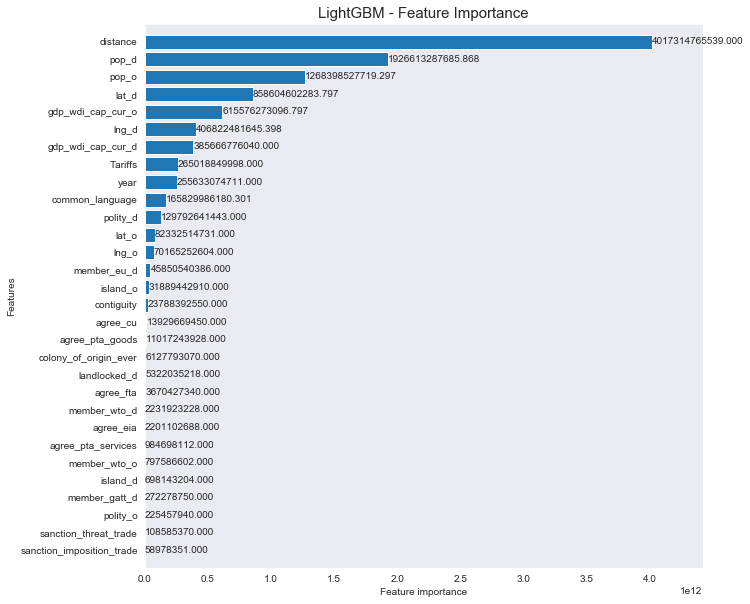 LightGBM - Feature Importance
distance 4017314765539.000
pop_d 1926613287685.868
pop_o 1268398527719.297
lat_d 858604602283.797
gdp_wdi_cap_cur_o 615576273096.797
lng_d 406822481645.398
gdp_wdi_cap_cur_d 385666776040.000
Tariffs 265018849998.000
year 255633074711.000
common_language 165829986180.301
polity_d 129792641443.000
lat_o 82332514731.000
lng_o 70165252604.000
member_eu_d 45850540386.000
island_o 31889442910.000
contiguity 23788392550.000
agree_cu 13929669450.000
agree_pta_goods 11017243928.000
colony_of_origin_ever 6127793070.000
landlocked_d 5322035218.000
agree_fta 3670427340.000
member_wto_d 2231923228.000
agree_eia 2201102688.000
agree_pta_services 984698112.000
member_wto_o 797586602.000
island_d 698143204.000
member_gatt_d 272278750.000
polity_o 225457940.000
sanction_threat_trade 108585370.000
sanction_imposition_trade 58978351.000
Features
0.0 0.5 1.0 1.5 2.0 2.5 3.0 3.5 4.0
1e12
Feature importance